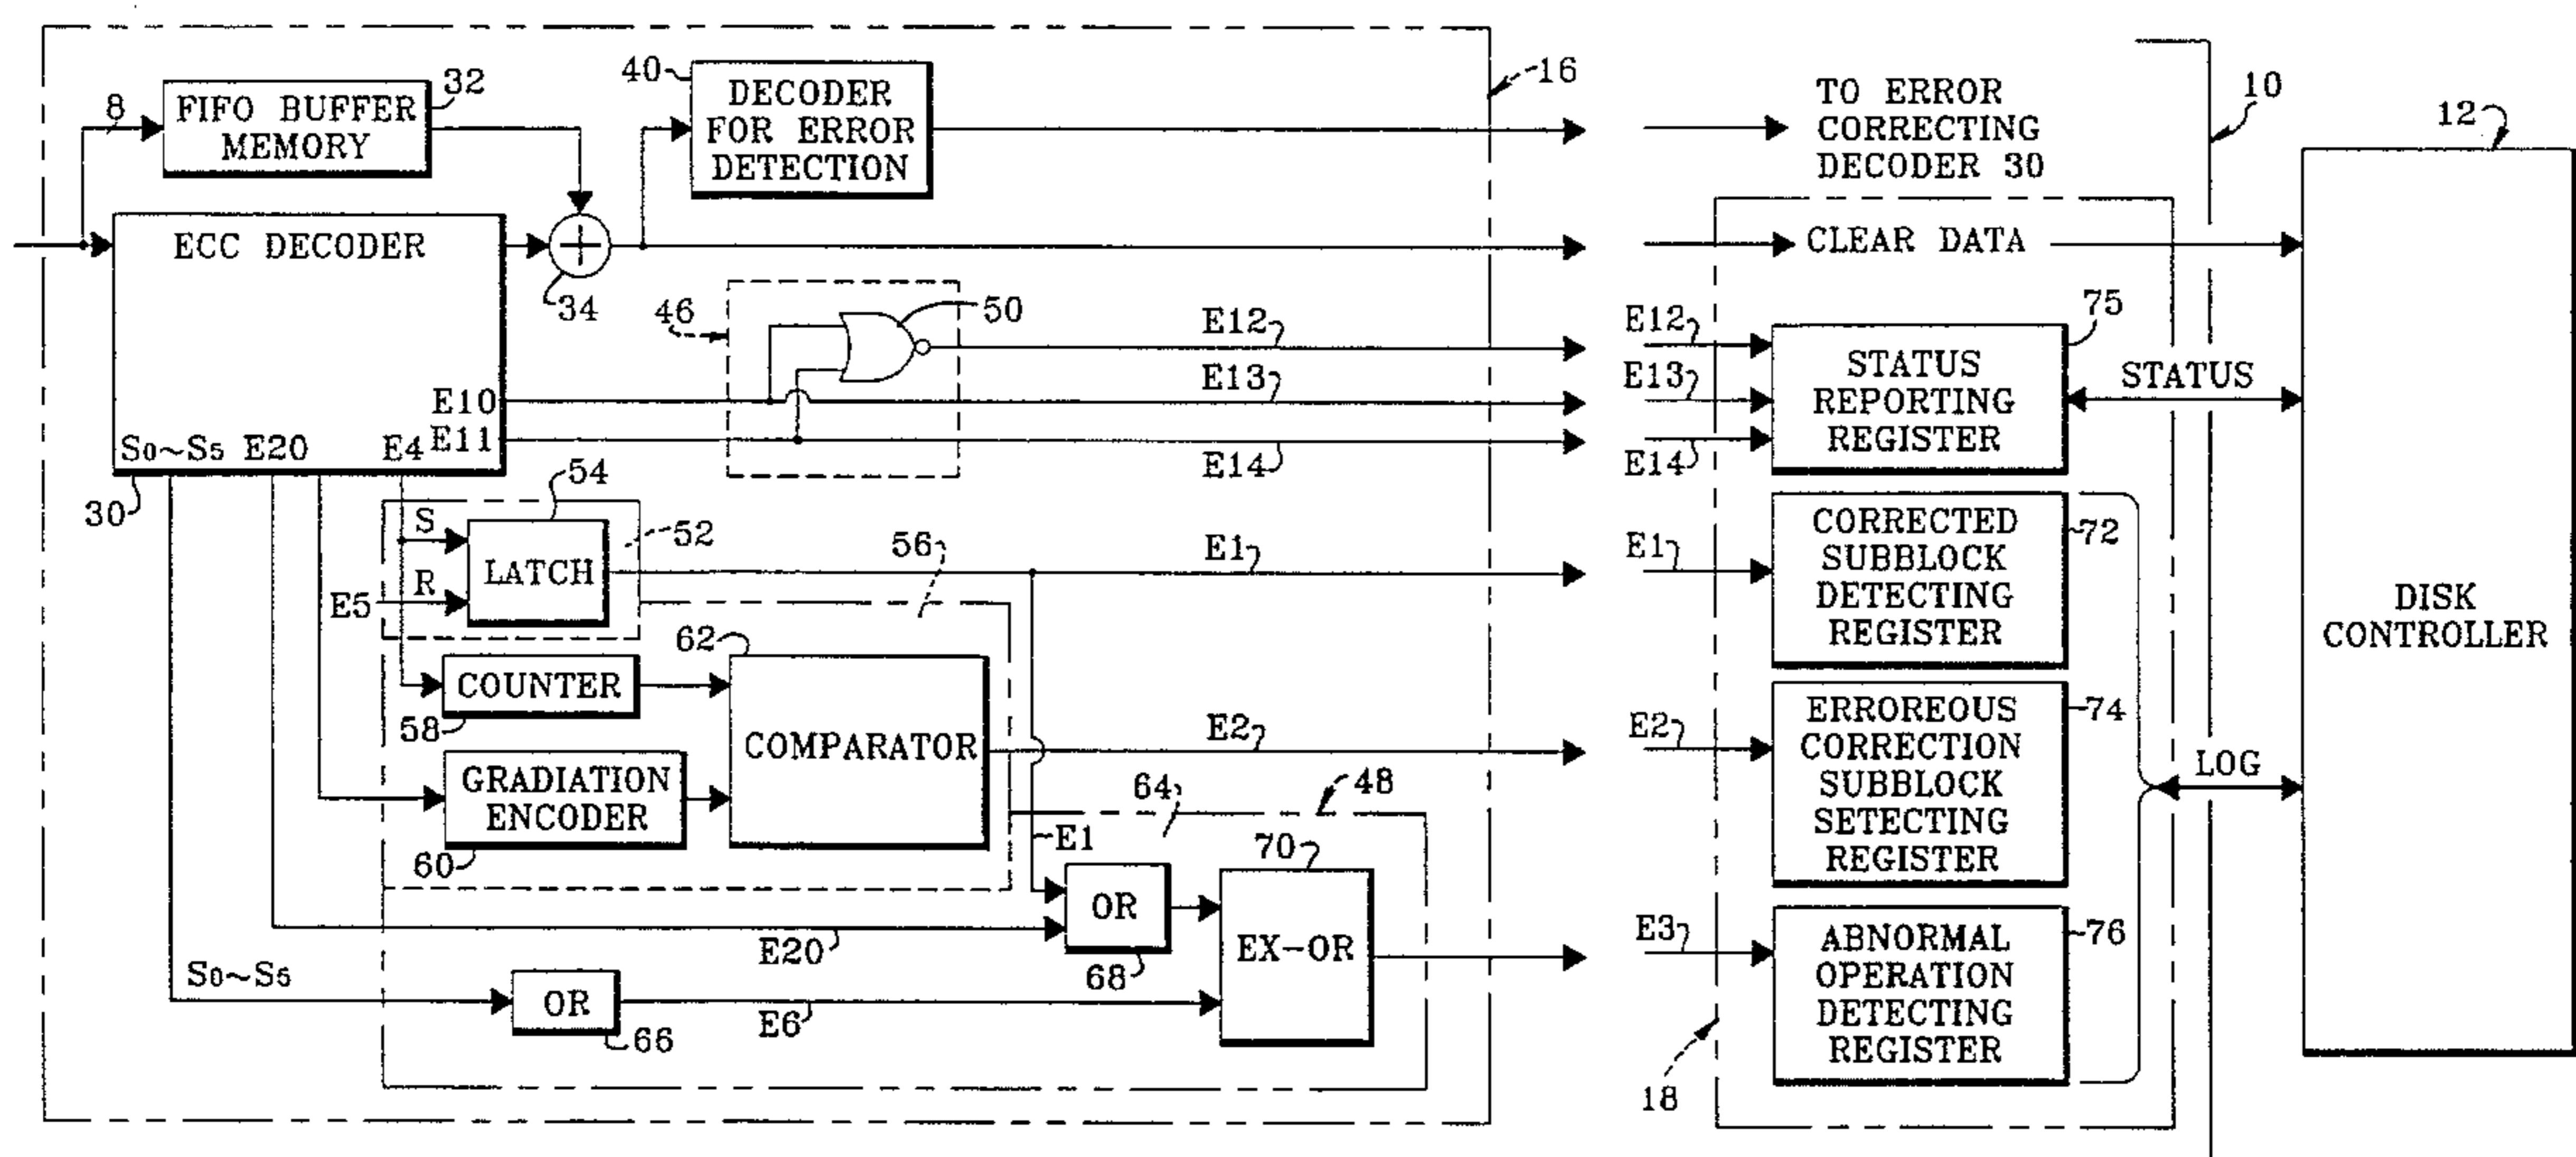 8
FIFO BUFFER
MEMORY
32
40
DECODER
FOR ERROR
DETECTION
16
TO ERROR
CORRECTING
DECODER 30
10
12
ECC DECODER
34
CLEAR DATA
46
50
E12
E13
E14
E10
E11
S0~S5
E20
E4
30
E12
E13
E14
75
STATUS
REPORTING
REGISTER
STATUS
54
S
R
E5
LATCH
52
56
E1
E1
CORRECTED
SUBBLOCK
DETECTING
REGISTER
72
DISK
CONTROLLER
62
COUNTER
58
COMPARATOR
GRADIATION
ENCODER
60
E2
E2
ERROREOUS
CORRECTION
SUBBLOCK
SETECTING
REGISTER
74
LOG
64
48
E1
OR
68
70
EX-OR
E20
S0~S5
OR
66
E6
E3
ABNORMAL
OPERATION
DETECTING
REGISTER
76
18